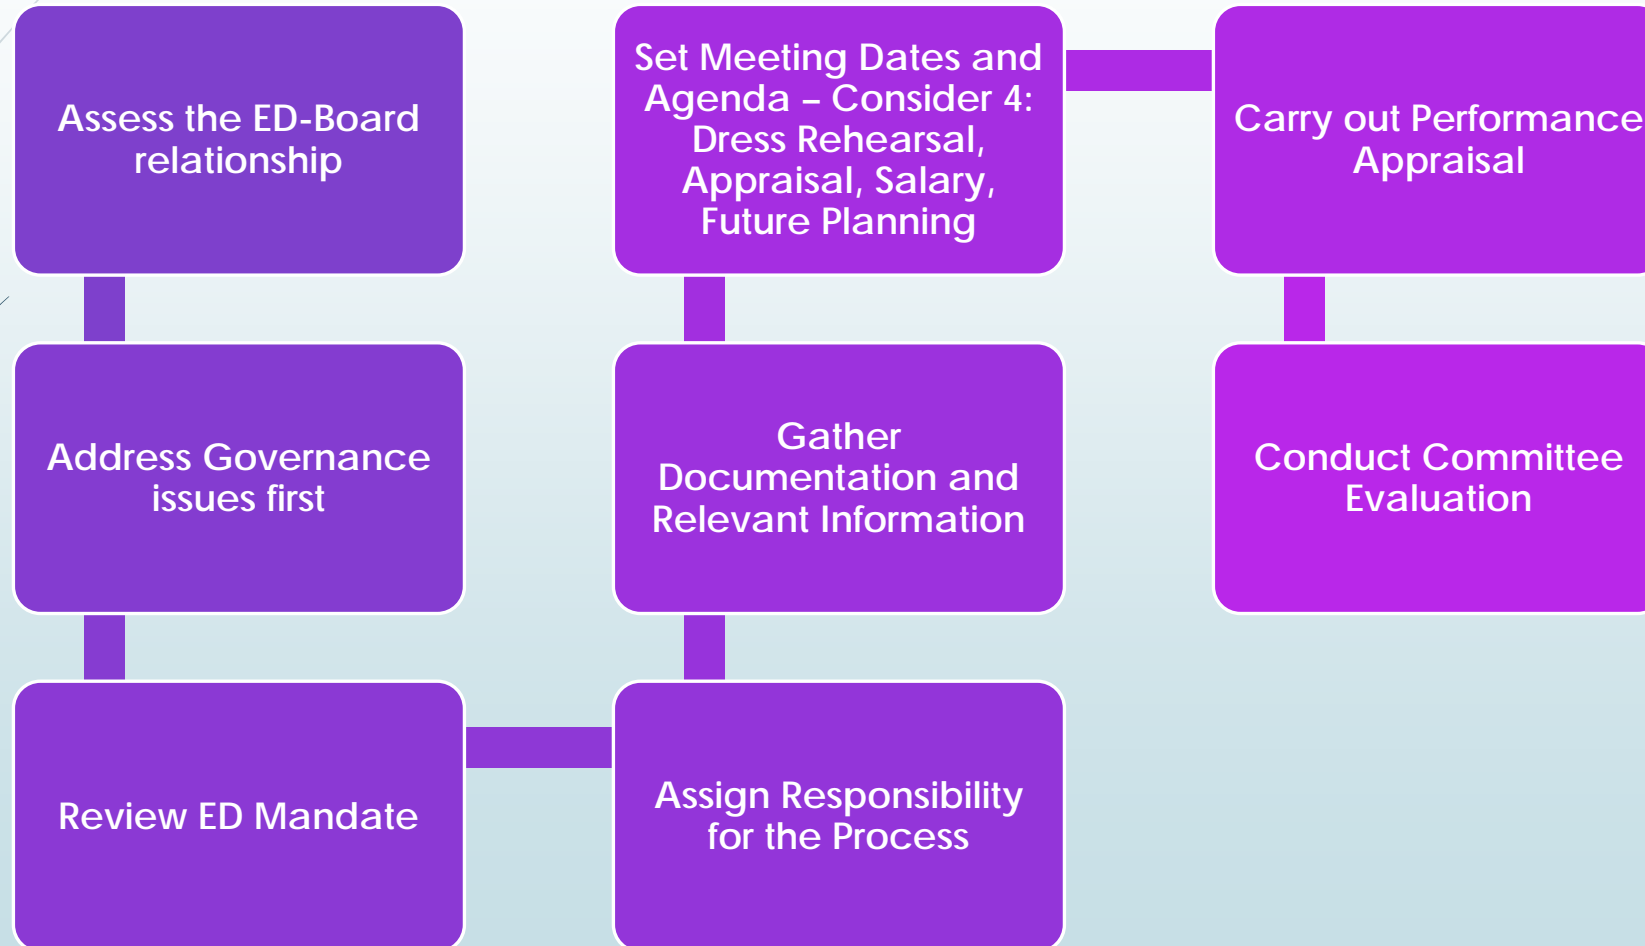 Assess the ED-Board
relationship
Address Governance
issues first
Review ED Mandate
Assign Responsibility
for the Process
Gather
Documentation and
Relevant Information
Set Meeting Dates and
Agenda – Consider 4:
Dress Rehearsal,
Appraisal, Salary,
Future Planning
Carry out Performance
Appraisal
Conduct Committee
Evaluation